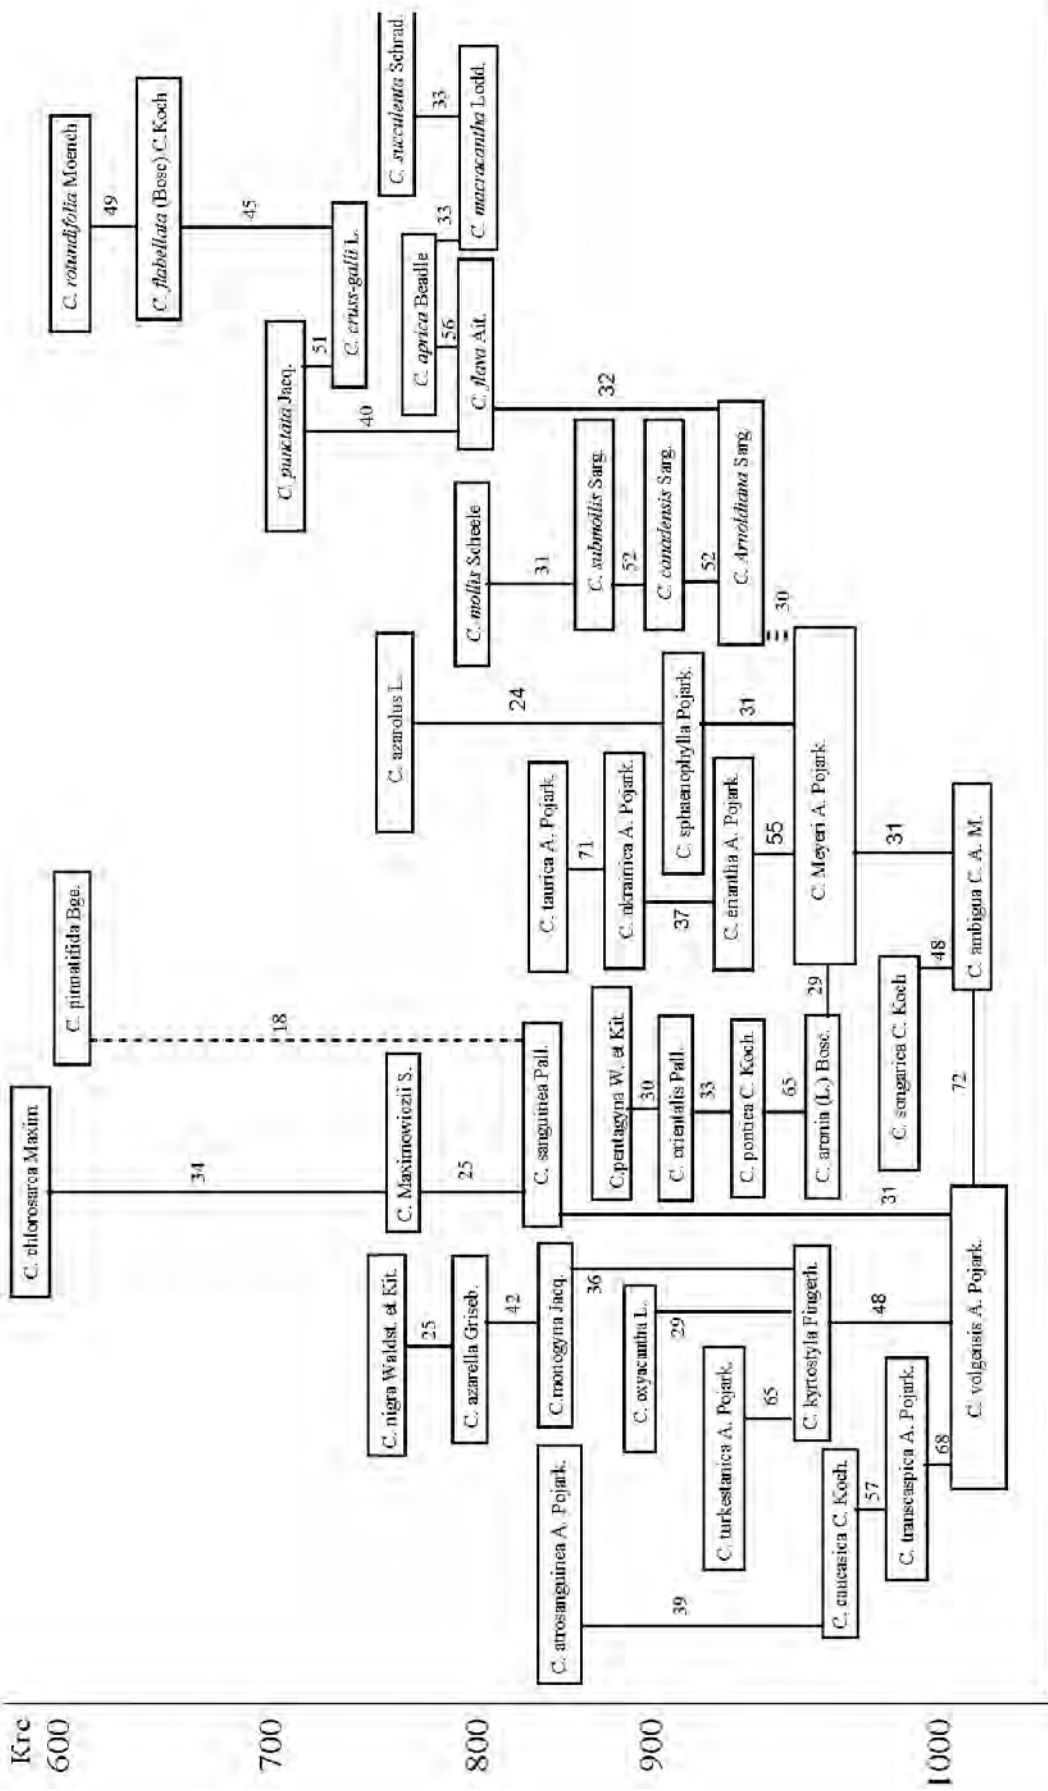 Krc
600
700
800
900
1000
C. chlorosarca Maxim
34
C. Maximowiczii S.
25
C. sanguinea Pall.
31
C. pinnatifida Bge.
18
C. nigra Waldst. et Kit.
25
C. azarella Griseb.
42
C.monogyna Jacq.
36
C. oxyacantha L.
29
C. turkestanica A. Pojark.
65
C. kyrtostyla Fingerh.
48
C. atrosanguinea A. Pojark.
39
C. caucasica C. Koch.
57
C. transcaspica A. Pojark.
68
C. volgensis A. Pojark.
72
C.pentagyna W. et Kit.
30
C. orientalis Pall.
33
C. pontica C. Koch.
65
C. aronia (L.) Bosc.
29
C. songarica C. Koch
48
C. ambigua C. A. M.
31
C. taurica A. Pojark.
71
C. ukrainica A. Pojark.
37
C. eriantha A. Pojark.
55
C. azarolus L.
24
C. sphaenophylla Pojark.
31
C. Meyeri A. Pojark.
30
C. mollis Scheele
31
C. submollis Sarg.
52
C. canadensis Sarg.
52
C. Arnoldiana Sarg.
32
C. rotundifolia Moench
49
C. flabellata (Bosc) C.Koch
45
C. cruss-galli L.
51
C. punctata Jacq.
40
C. aprica Beadle
56
33
C. flava Ait.
C. succulenta Schrad.
33
C. macracantha Lodd.